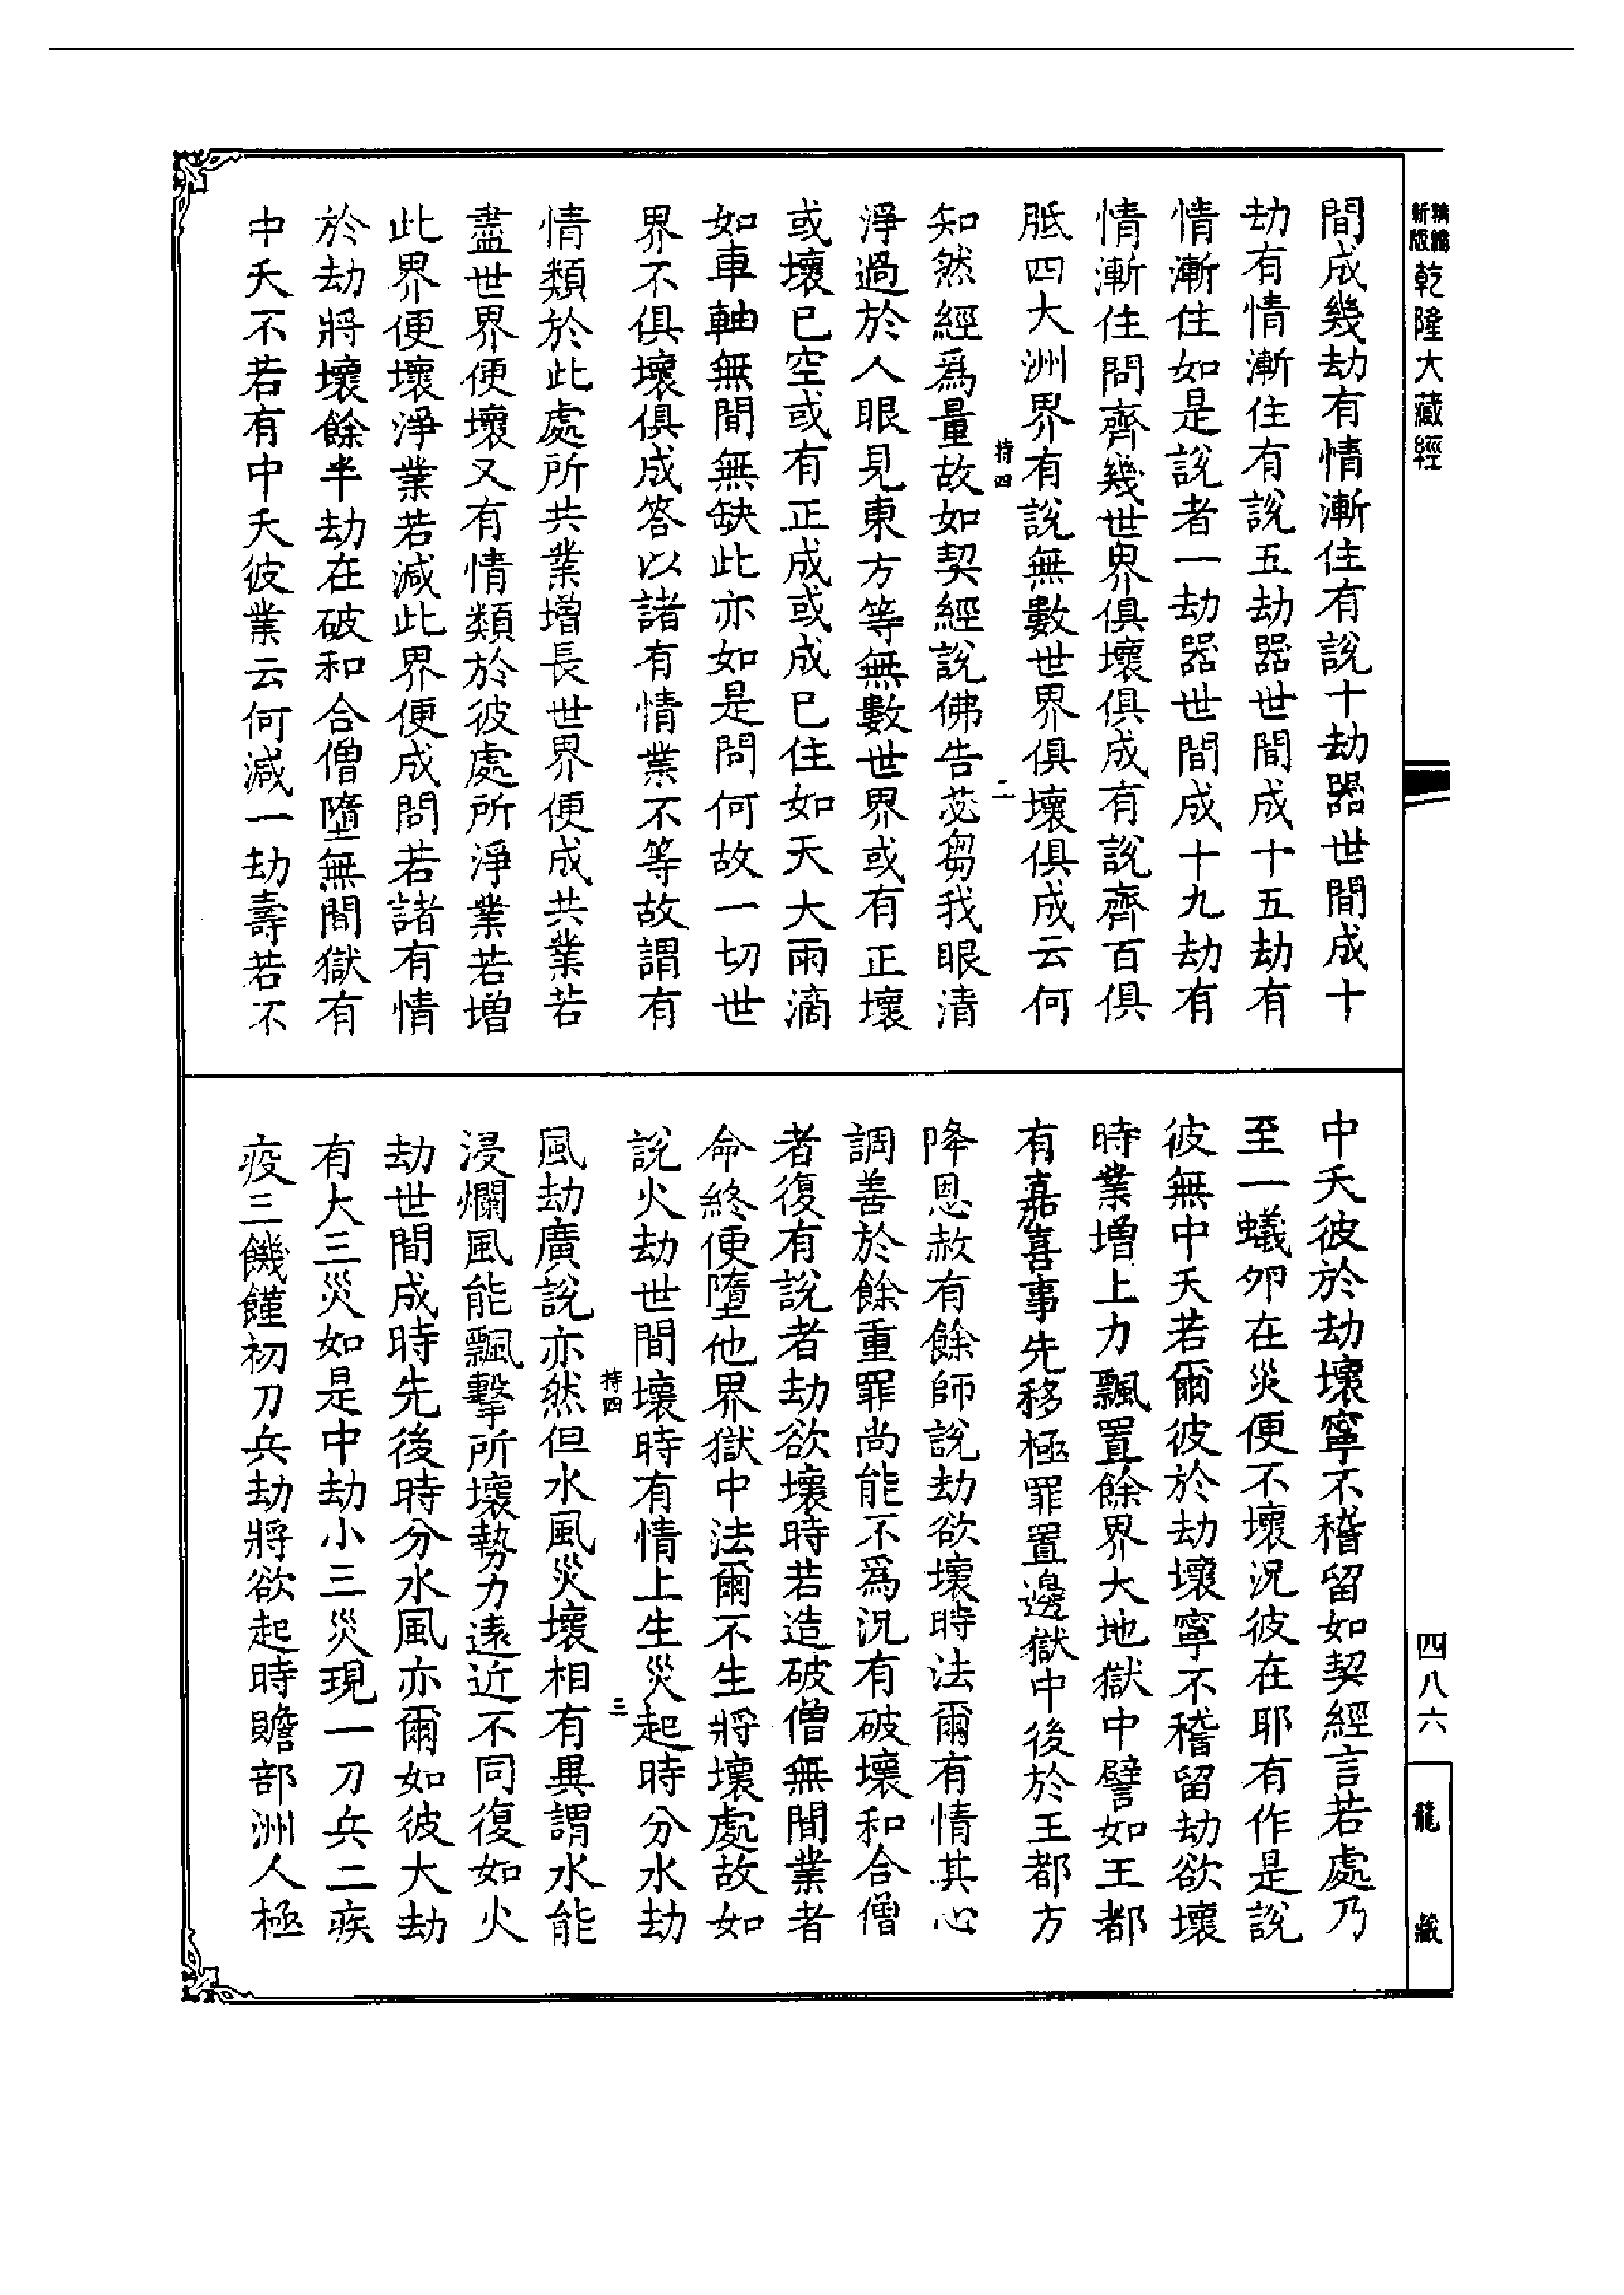 新版精縮乾隆大藏經
間成幾劫有情漸住有說十劫器世間成十
劫有情漸住有說五劫器世間成十五劫有
情漸住如是說者一劫器世間成十九劫有
情漸住問齊幾世界俱壞俱成有說齊百俱
胝四大洲界有說無數世界俱壞俱成云何
持四
二
知然經爲量故如契經說佛告苾芻我眼清
淨過於人眼見東方等無數世界或有正壞
或壞已空或有正成或成已住如天大雨滴
如車軸無間無缺此亦如是問何故一切世
界不俱壞俱成答以諸有情業不等故謂有
情類於此處所共業增長世界便成共業若
盡世界便壞又有情類於彼處所淨業若增
此界便壞淨業若減此界便成問若諸有情
於劫將壞餘半劫在破和合僧墮無間獄有
中夭不若有中夭彼業云何減一劫壽若不
中夭彼於劫壞寧不稽留如契經言若處乃
至一蟻卵在災便不壞況彼在耶有作是說
彼無中夭若爾彼於劫壞寧不稽留劫欲壞
時業增上力飄置餘界大地獄中譬如王都
有嘉喜事先移極罪置邊獄中後於王都方
降恩赦有餘師說劫欲壞時法爾有情其心
調善於餘重罪尚能不爲況有破壞和合僧
者復有說者劫欲壞時若造破僧無間業者
命終便墮他界獄中法爾不生將壞處故如
說火劫世間壞時有情上生災起時分水劫
持四
三
風劫廣說亦然但水風災壞相有異謂水能
浸爛風能飄擊所壞勢力遠近不同復如火
劫世間成時先後時分水風亦爾如彼大劫
有大三災如是中劫小三災現一刀兵二疾
疫三饑饉初刀兵劫將欲起時贍部洲人極
四八六
龍藏